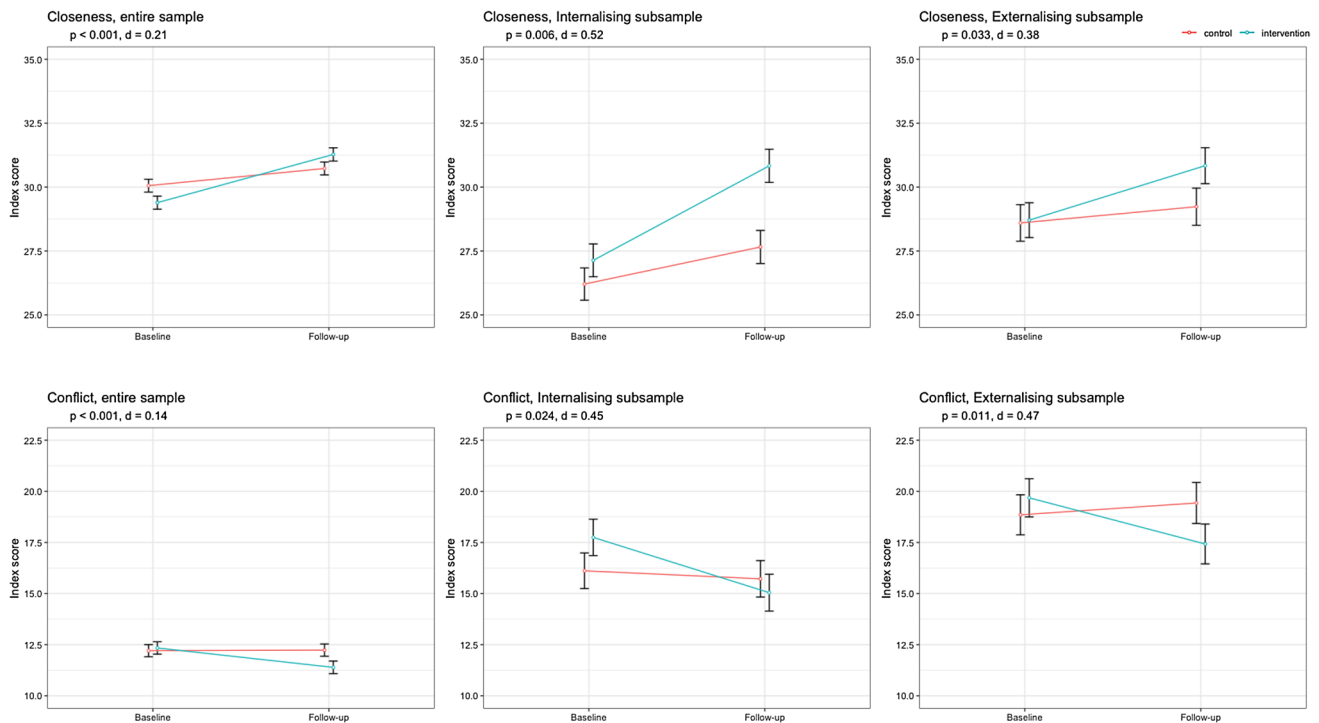 Closeness, entire sample
p < 0.001, d = 0.21
Index score
35.0
32.5
30.0
27.5
25.0
Baseline
Follow-up
Closeness, Internalising subsample
p = 0.006, d = 0.52
Index score
35.0
32.5
30.0
27.5
25.0
Baseline
Follow-up
Closeness, Externalising subsample
p = 0.033, d = 0.38
control intervention
Index score
35.0
32.5
30.0
27.5
25.0
Baseline
Follow-up
Conflict, entire sample
p < 0.001, d = 0.14
Index score
22.5
20.0
17.5
15.0
12.5
10.0
Baseline
Follow-up
Conflict, Internalising subsample
p = 0.024, d = 0.45
Index score
22.5
20.0
17.5
15.0
12.5
10.0
Baseline
Follow-up
Conflict, Externalising subsample
p = 0.011, d = 0.47
Index score
22.5
20.0
17.5
15.0
12.5
10.0
Baseline
Follow-up